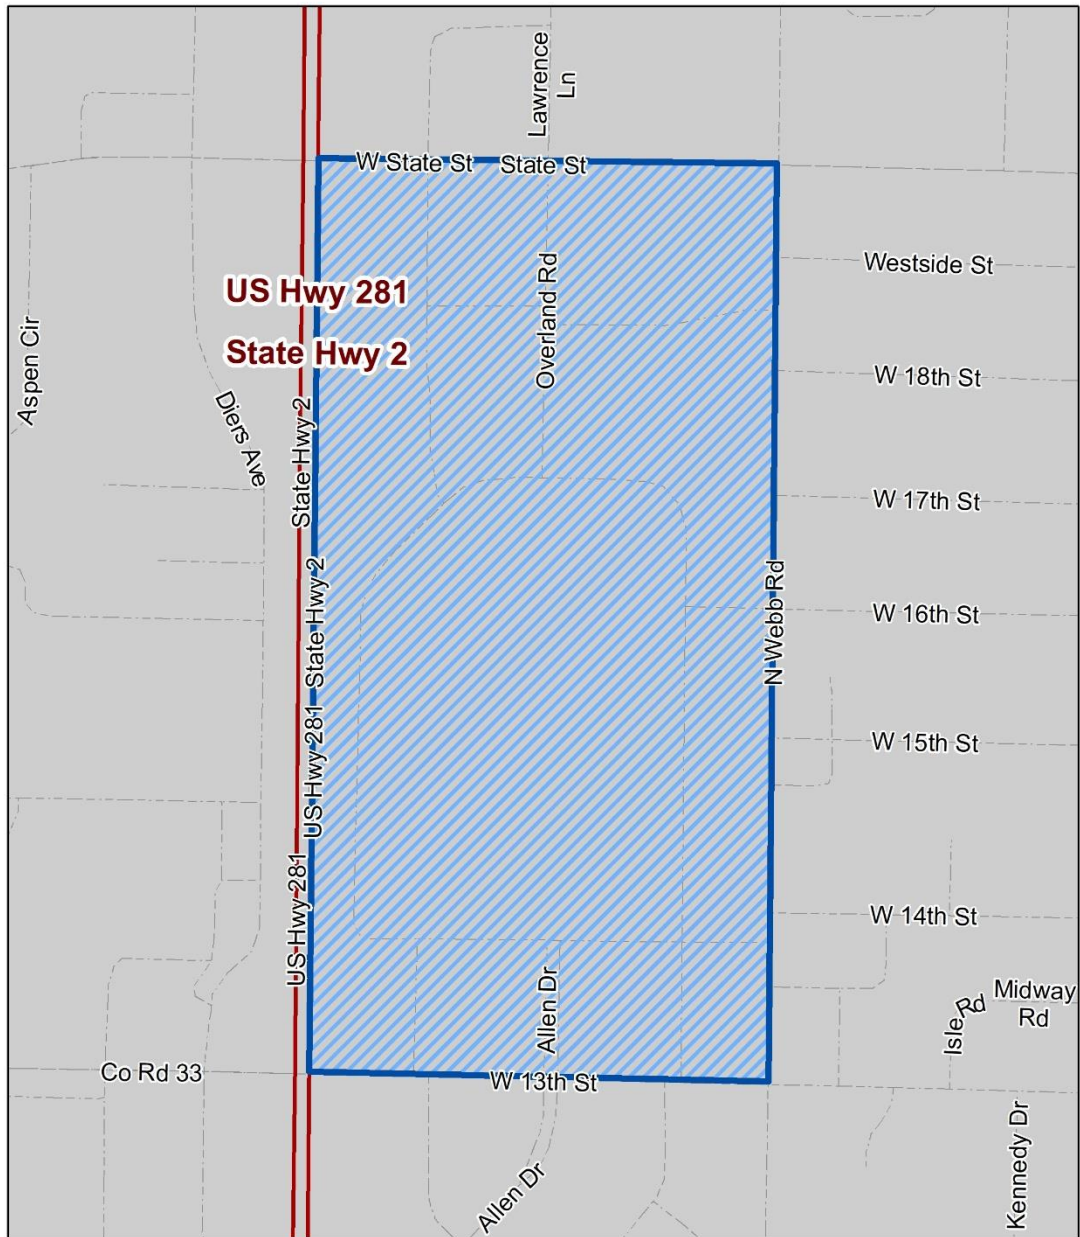 Lawrence
Ln
W State St
State St
Westside St
US Hwy 281
State Hwy 2
Overland Rd
Aspen Cir
W 18th St
Diers Ave
State Hwy 2
W 17th St
State Hwy 2
W 16th St
N Webb Rd
US Hwy 281
W 15th St
US Hwy 281
W 14th St
Allen Dr
Isle Rd
Midway
Rd
Co Rd 33
W 13th St
Allen Dr
Kennedy Dr